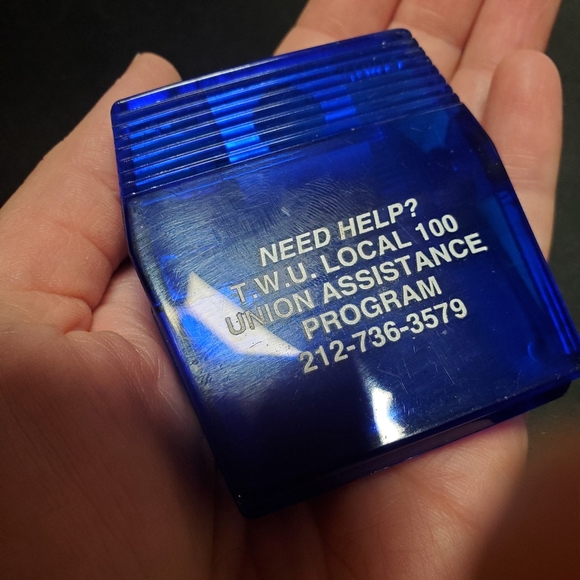 NEED HELP?
T.W.U. LOCAL 100
UNION ASSISTANCE
PROGRAM
212-736-3579